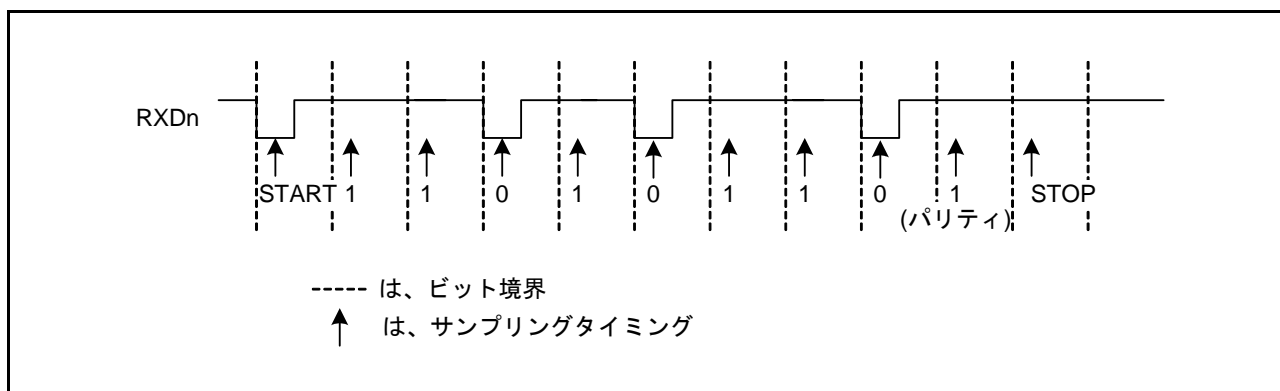 RXDn
START 1 1 0 1 0 1 1 0 1 STOP
(パリティ)
は、ビット境界
は、サンプリングタイミング